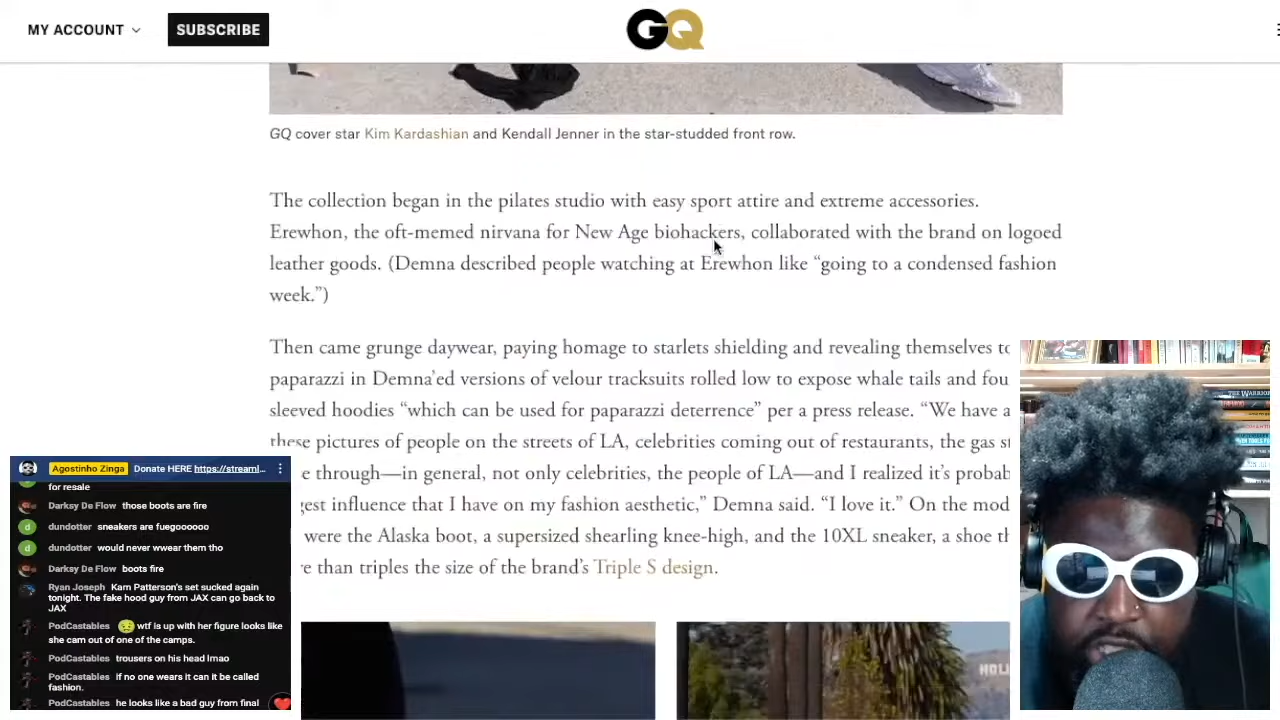 MY ACCOUNT
SUBSCRIBE
GQ
GQ cover star Kim Kardashian and Kendall Jenner in the star-studded front row.
The collection began in the pilates studio with easy sport attire and extreme accessories.
Erewhon, the oft-memed nirvana for New Age biohackers, collaborated with the brand on logoed
leather goods. (Demna described people watching at Erewhon like “going to a condensed fashion
week.”)
Then came grunge daywear, paying homage to starlets shielding and revealing themselves to
paparazzi in Demna’ed versions of velour tracksuits rolled low to expose whale tails and fou
sleeved hoodies “which can be used for paparazzi deterrence” per a press release. “We have a
these pictures of people on the streets of LA, celebrities coming out of restaurants, the gas st
e through—in general, not only celebrities, the people of LA—and I realized it’s probab
gest influence that I have on my fashion aesthetic,” Demna said. “I love it.” On the mod
were the Alaska boot, a supersized shearling knee-high, and the 10XL sneaker, a shoe th
re than triples the size of the brand’s Triple S design.
Agostinho Zinga Donate HERE https://streaml...
for resale
Darksy De Flow those boots are fire
dundotter sneakers are fuegoooooo
dundotter would never wwear them tho
Darksy De Flow boots fire
Ryan Joseph Kam Patterson's set sucked again
tonight. The fake hood guy from JAX can go back to
JAX
PodCastables wtf is up with her figure looks like
she cam out of one of the camps.
PodCastables trousers on his head lmao
PodCastables if no one wears it can it be called
fashion.
PodCastables he looks like a bad guy from final
HOLL
THE WARRIOR